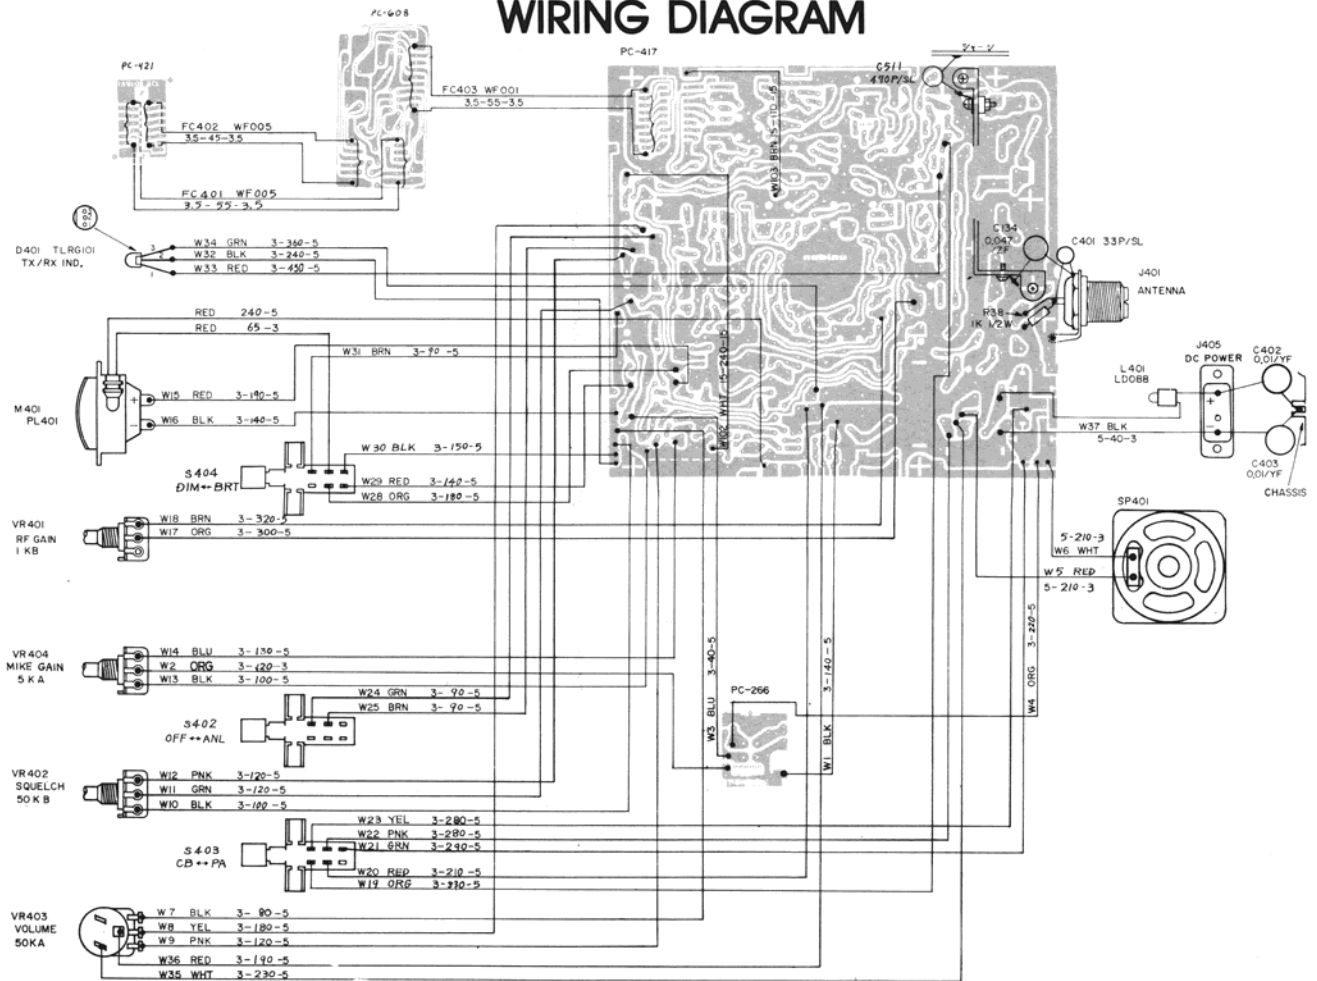 WIRING DIAGRAM
PC-608
PC-421
PC-417
シャーシ
C511
470P/SL
FC403 WF001
3.5-55-3.5
FC402 WF005
3.5-45-3.5
FC401 WF005
3.5-55-3.5
W103 BRN 15-110-15
D401 TLRG101
TX/RX IND.
3
2
1
W34 GRN 3-360-5
W32 BLK 3-240-5
W33 RED 3-450-5
C134
0.047
/ZF
C401 33P/SL
J401
ANTENNA
R38
1K 1/2W
RED 240-5
RED 65-3
W31 BRN 3-90-5
W102 WHT 15-240-15
M401
PL401
+
−
W15 RED 3-190-5
W16 BLK 3-140-5
J405
DC POWER
+
−
C402
0.01/YF
L401
LD088
W37 BLK
5-40-3
C403
0.01/YF
CHASSIS
S404
DIM↔BRT
W30 BLK 3-150-5
W29 RED 3-140-5
W28 ORG 3-180-5
VR401
RF GAIN
1 KB
W18 BRN 3-320-5
W17 ORG 3-300-5
SP401
5-210-3
W6 WHT
W5 RED
5-210-3
VR404
MIKE GAIN
5 KA
W14 BLU 3-130-5
W2 ORG 3-120-3
W13 BLK 3-100-5
W3 BLU 3-40-5
W1 BLK 3-140-5
W4 ORG 3-220-5
PC-266
S402
OFF↔ANL
W24 GRN 3-90-5
W25 BRN 3-90-5
VR402
SQUELCH
50KB
W12 PNK 3-120-5
W11 GRN 3-120-5
W10 BLK 3-100-5
S403
CB↔PA
W23 YEL 3-280-5
W22 PNK 3-280-5
W21 GRN 3-290-5
W20 RED 3-210-5
W19 ORG 3-230-5
VR403
VOLUME
50KA
W7 BLK 3-80-5
W8 YEL 3-180-5
W9 PNK 3-120-5
W36 RED 3-190-5
W35 WHT 3-230-5